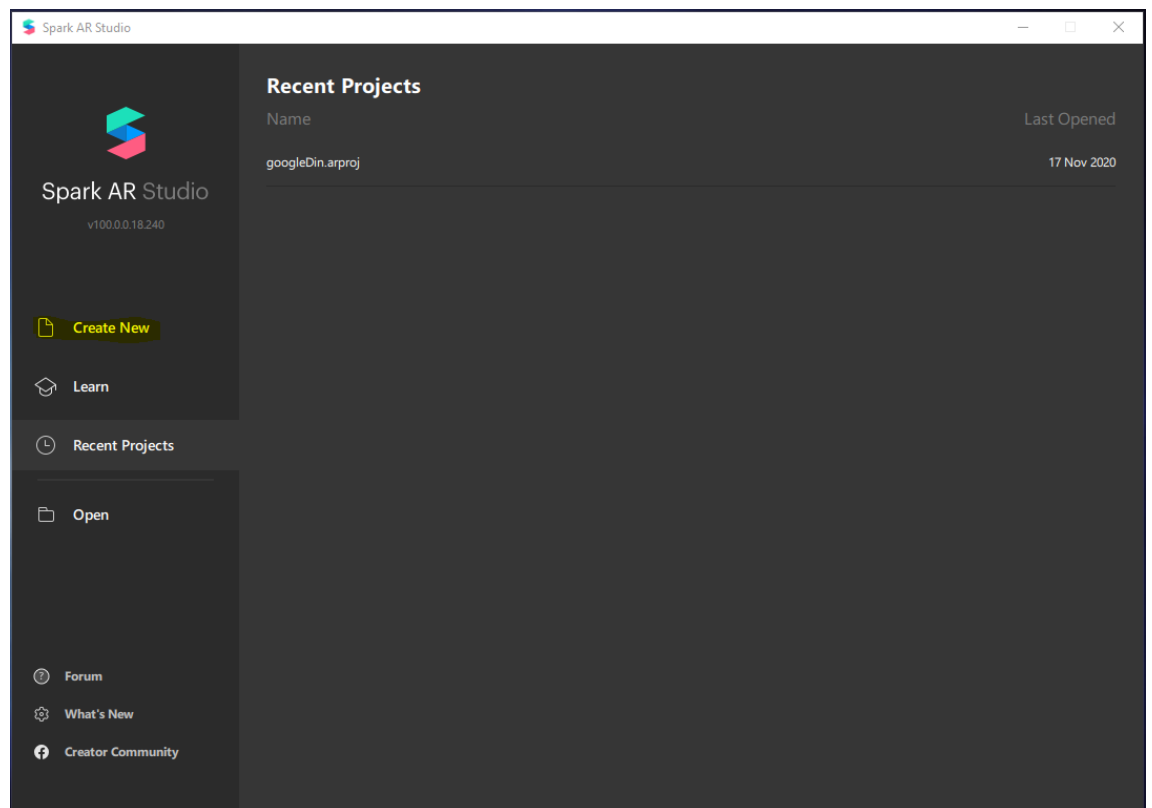 Spark AR Studio
Spark AR Studio
v100.0.0.18.240
Create New
Learn
Recent Projects
Open
Forum
What's New
Creator Community
Recent Projects
Name Last Opened
googleDin.arproj 17 Nov 2020